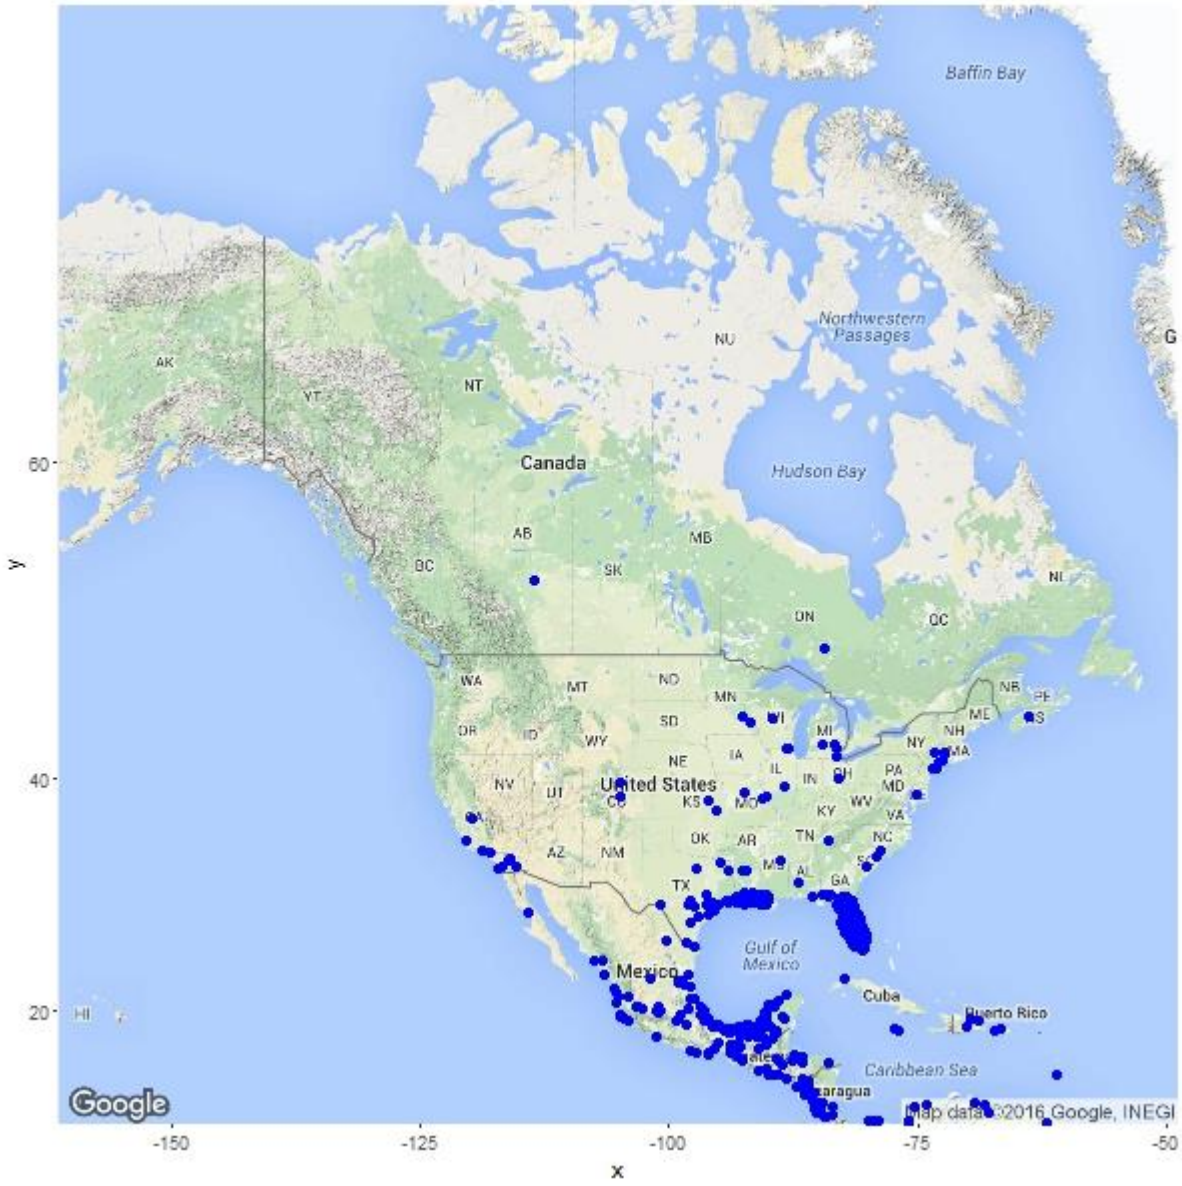 Baffin Bay
Northwestern
Passages
NU
G
AK
YT
NT
60
Canada
Hudson Bay
AB
MB
BC
SK
NL
ON
QC
WA
MT
ND
MN
NB
PE
OR
ID
SD
MI
ME
NH
WY
IA
NY
MA
NE
IL
IN
PA
40
NV
UT
United States
MD
KS
MO
WV
KY
VA
OK
AR
TN
NC
AZ
NM
TX
AL
GA
Gulf of
Mexico
Mexico
Cuba
20
HI
Puerto Rico
Caribbean Sea
Google
Map data ©2016 Google, INEGI
-150
-125
-100
-75
-50
x
y